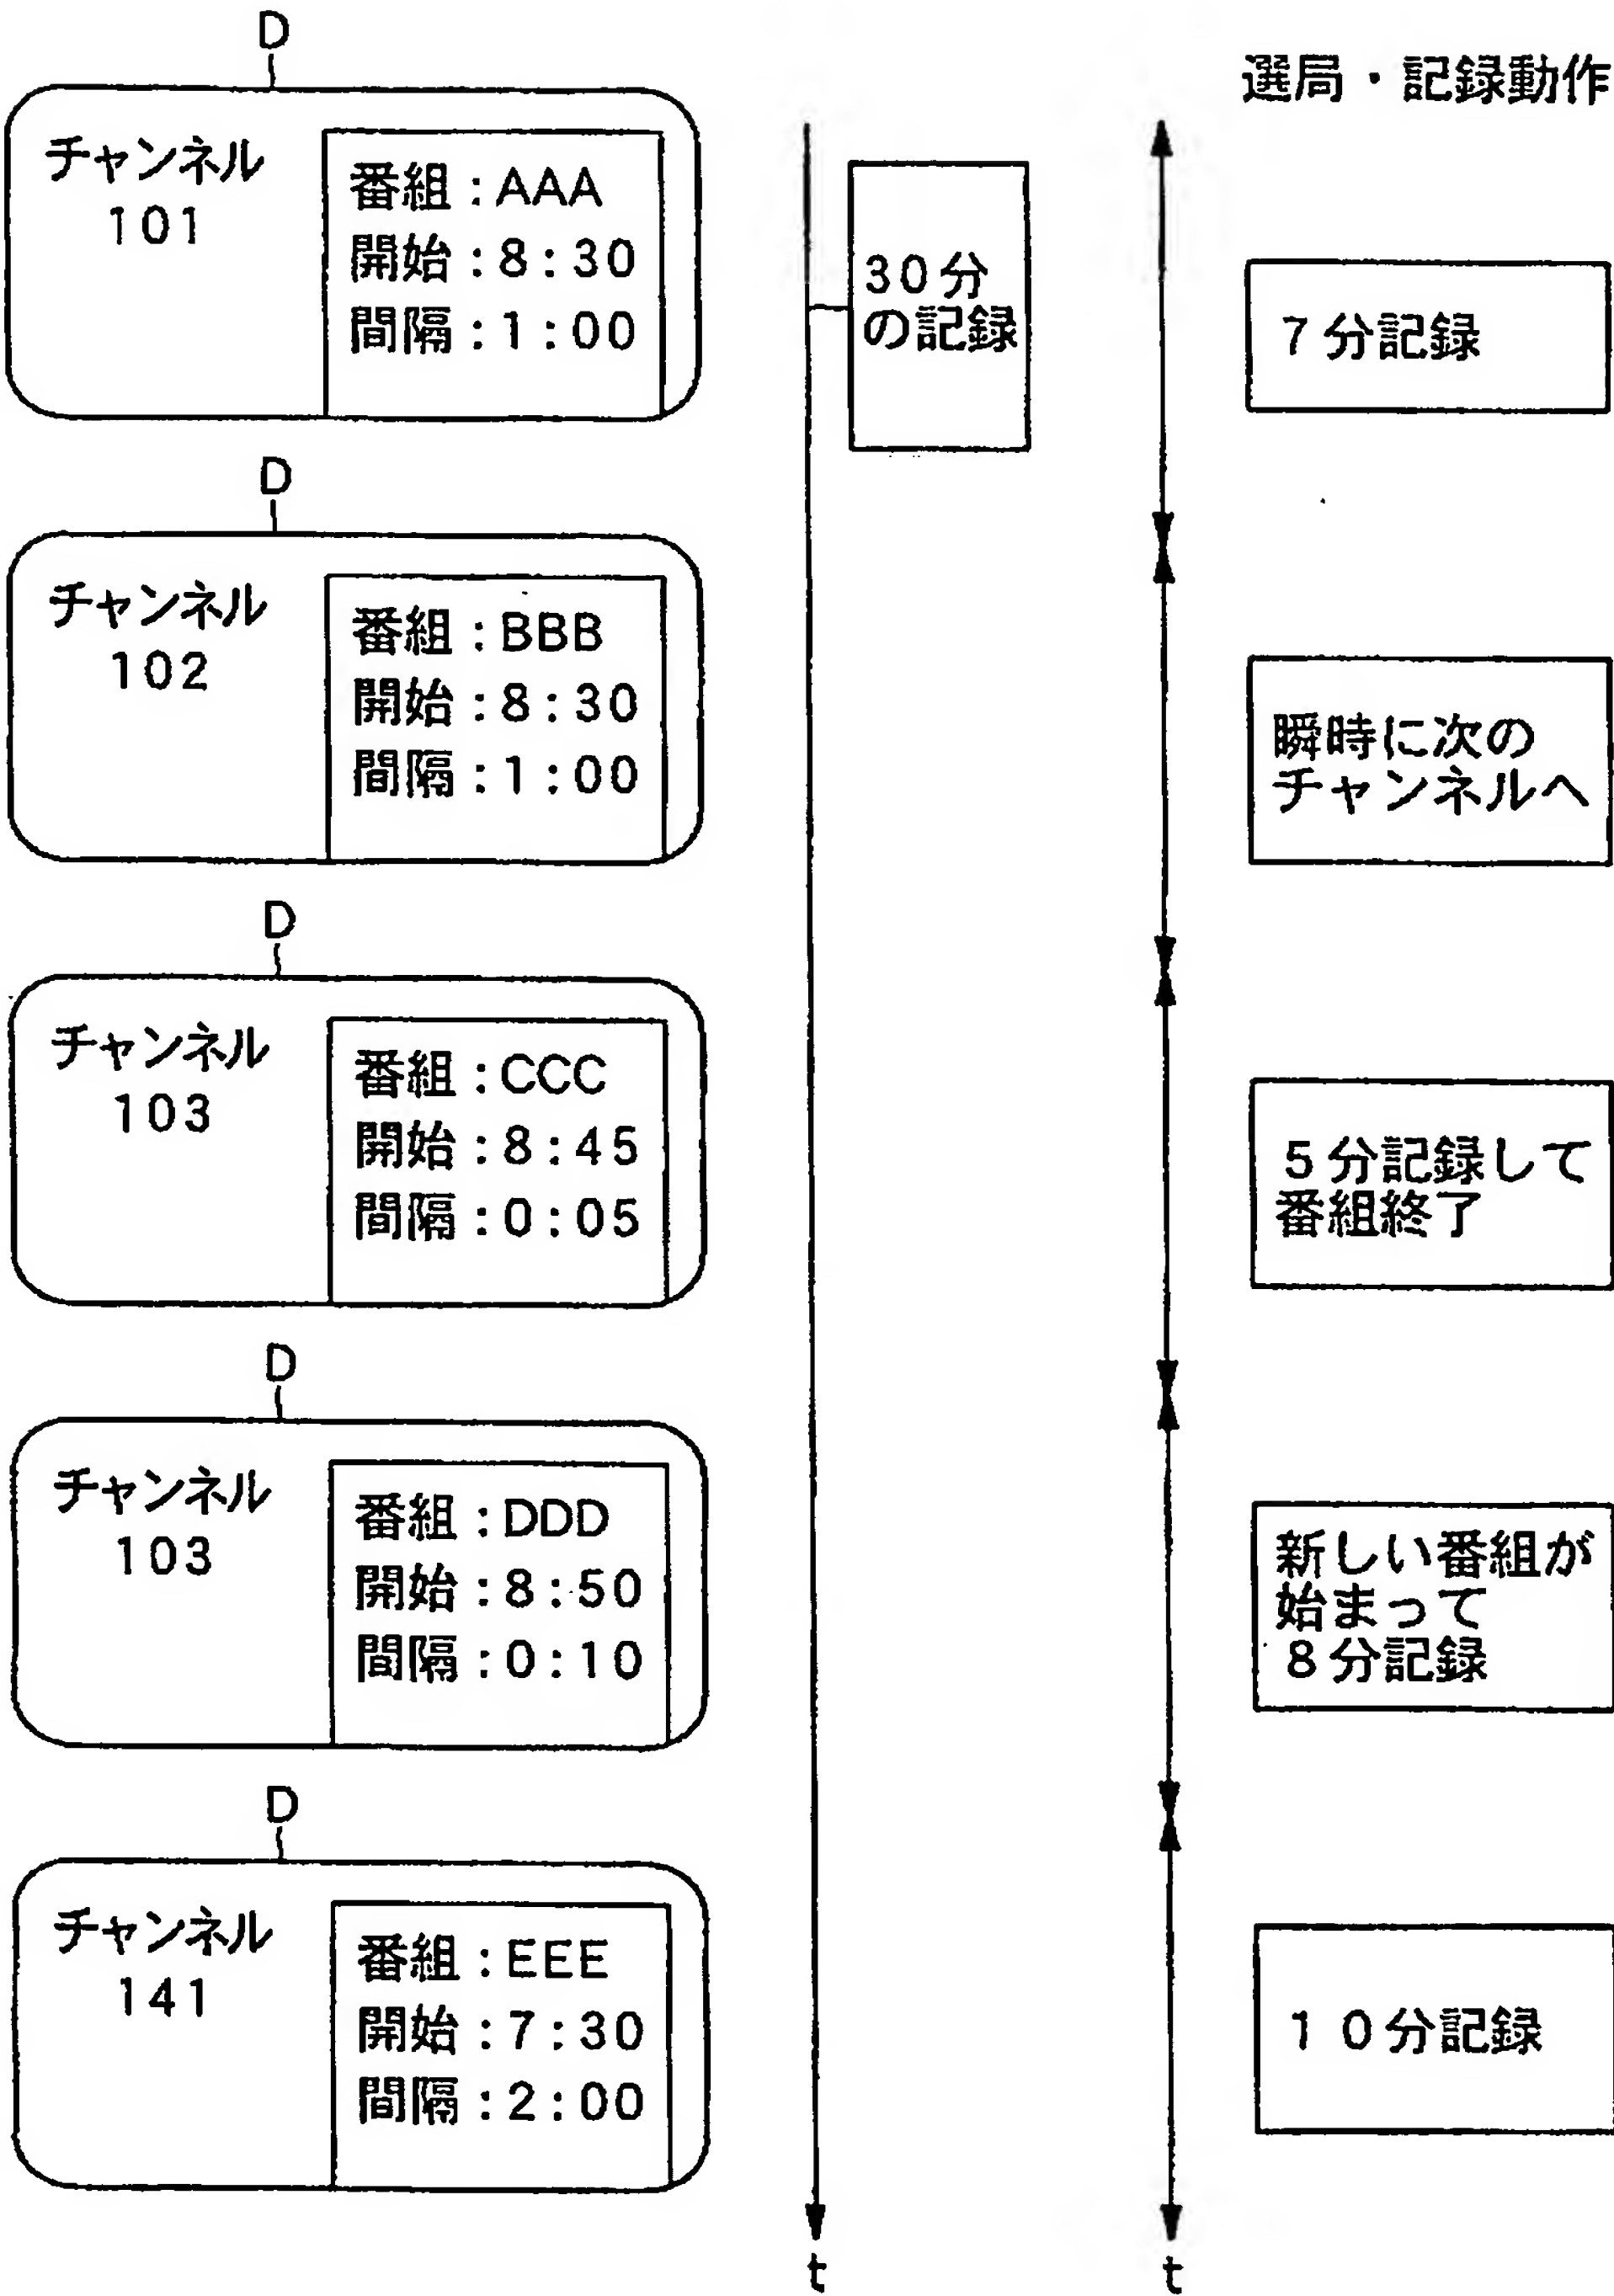 選局・記録動作
D
チャンネル
101
番組:AAA
開始:8:30
間隔:1:00
30分
の記録
7分記録
D
チャンネル
102
番組:BBB
開始:8:30
間隔:1:00
瞬時に次の
チャンネルへ
D
チャンネル
103
番組:CCC
開始:8:45
間隔:0:05
5分記録して
番組終了
D
チャンネル
103
番組:DDD
開始:8:50
間隔:0:10
新しい番組が
始まって
8分記録
D
チャンネル
141
番組:EEE
開始:7:30
間隔:2:00
10分記録
t
t